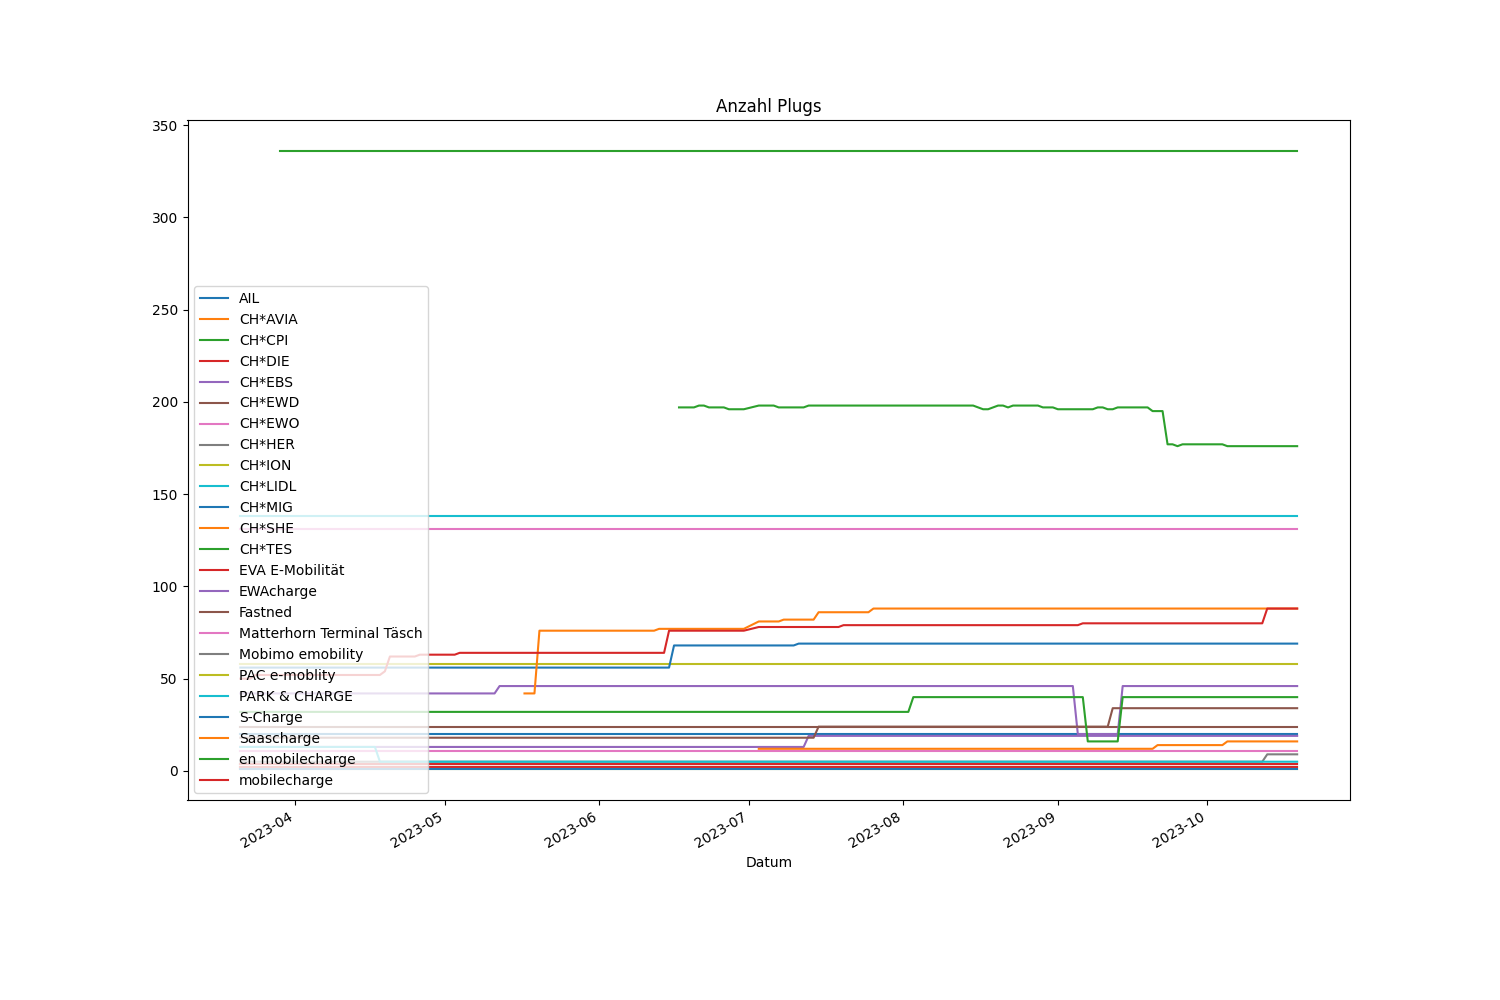 Anzahl Plugs
350
300
250
200
150
100
50
0
AIL
CH*AVIA
CH*CPI
CH*DIE
CH*EBS
CH*EWD
CH*EWO
CH*HER
CH*ION
CH*LIDL
CH*MIG
CH*SHE
CH*TES
EVA E-Mobilität
EWAcharge
Fastned
Matterhorn Terminal Täsch
Mobimo emobility
PAC e-moblity
PARK & CHARGE
S-Charge
Saascharge
en mobilecharge
mobilecharge
2023-04
2023-05
2023-06
2023-07
2023-08
2023-09
2023-10
Datum